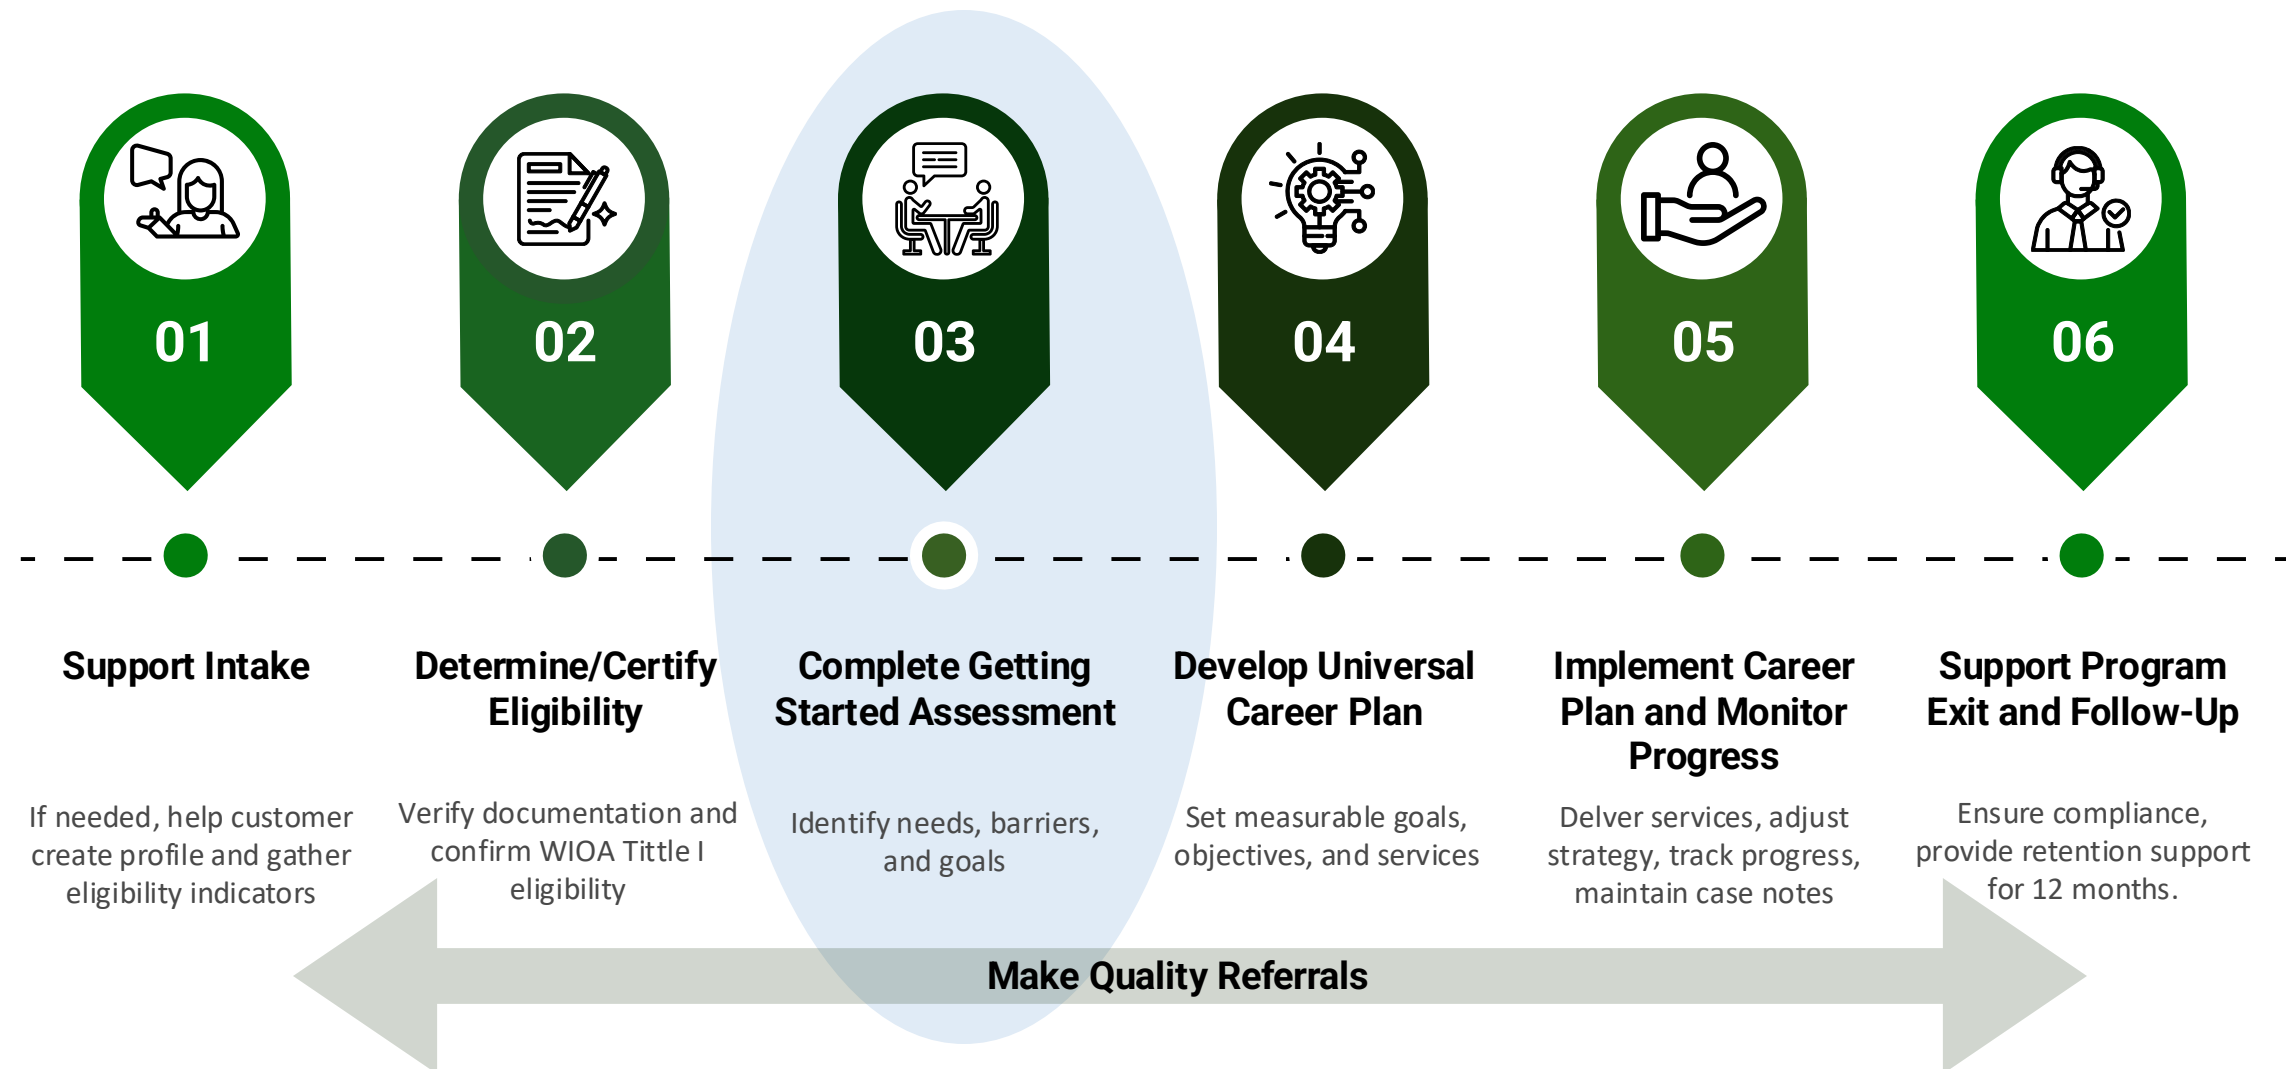 01
02
03
04
05
06
Support Intake
If needed, help customer
create profile and gather
eligibility indicators
Determine/Certify
Eligibility
Verify documentation and
confirm WIOA Tittle I
eligibility
Complete Getting
Started Assessment
Identify needs, barriers,
and goals
Develop Universal
Career Plan
Set measurable goals,
objectives, and services
Implement Career
Plan and Monitor
Progress
Delver services, adjust
strategy, track progress,
maintain case notes
Support Program
Exit and Follow-Up
Ensure compliance,
provide retention support
for 12 months.
Make Quality Referrals